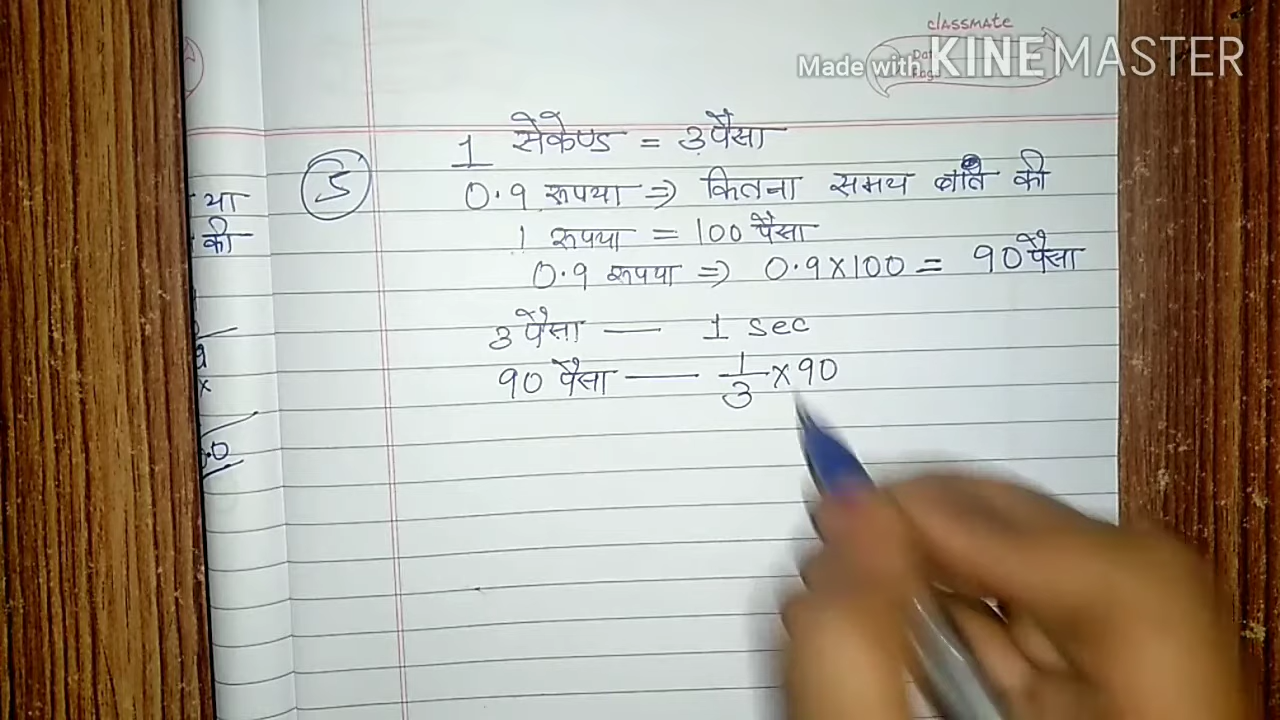 classmate
Made with KINEMASTER
1 सेकेण्ड = 3 पैसा
5
0.9 रूपया ⇒ कितना समय बात की
1 रूपया = 100 पैसा
0.9 रूपया ⇒ 0.9 × 100 = 90 पैसा
3 पैसा — 1 sec
90 पैसा — 1/3 × 90
या
की